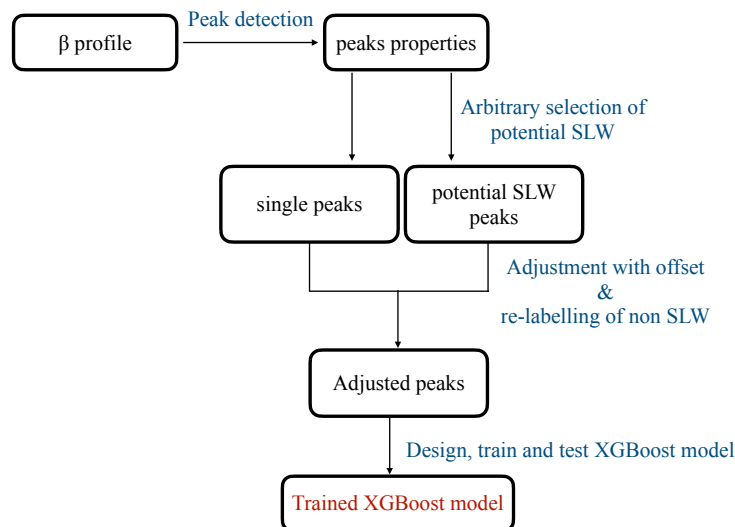 Peak detection
β profile
peaks properties
Arbitrary selection of
potential SLW
single peaks
potential SLW
peaks
Adjustment with offset
&
re-labelling of non SLW
Adjusted peaks
Design, train and test XGBoost model
Trained XGBoost model